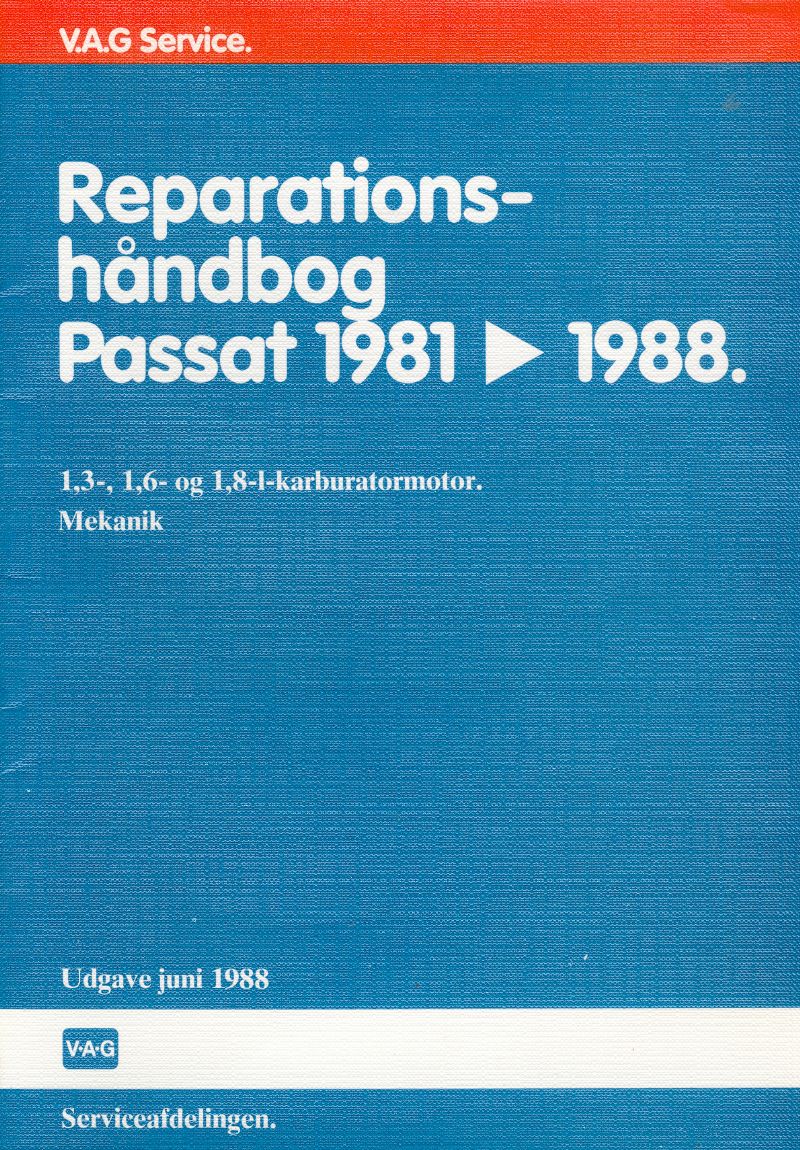 V.A.G Service.
Reparations-
håndbog
Passat 1981 ▶ 1988.
1,3-, 1,6- og 1,8-l-karburatormotor.
Mekanik
Udgave juni 1988
V·A·G
Serviceafdelingen.